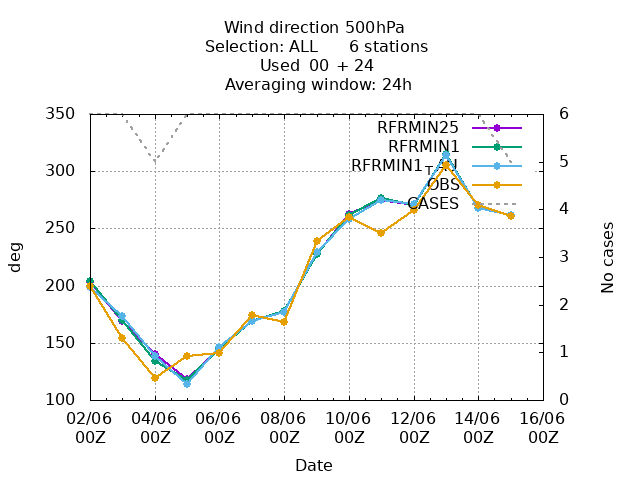 Wind direction 500hPa
Selection: ALL 6 stations
Used 00 + 24
Averaging window: 24h
350
300
250
200
150
100
deg
6
5
4
3
2
1
0
No cases
RFRMIN25
RFRMIN1
OBS
CASES
02/06 04/06 06/06 08/06 10/06 12/06 14/06 16/06
00Z 00Z 00Z 00Z 00Z 00Z 00Z 00Z
Date